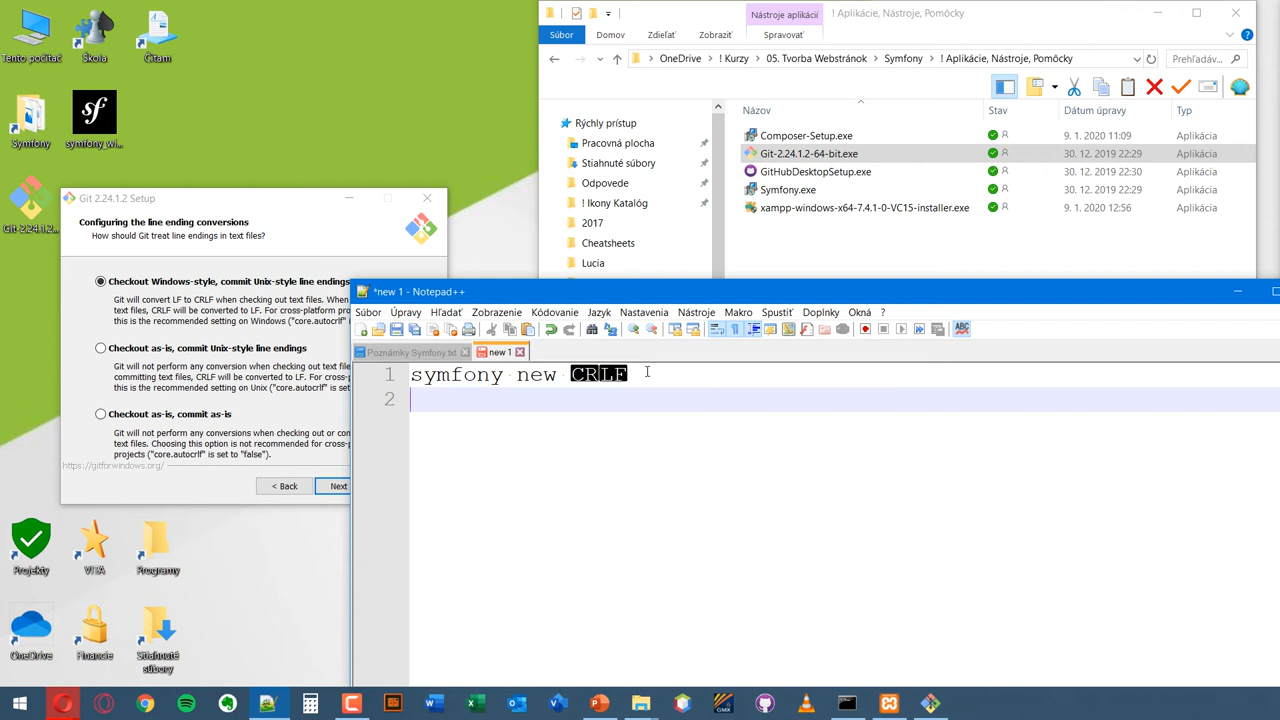 Tento počítač
Škola
Čítam
Symfony
sf
symfony_wi...
Git-2.24.1.2...
Projekty
VITA
Programy
OneDrive
Financie
Stiahnuté
súbory
Nástroje aplikácií
! Aplikácie, Nástroje, Pomôcky
Súbor
Domov
Zdieľať
Zobraziť
Spravovať
OneDrive
! Kurzy
05. Tvorba Webstránok
Symfony
! Aplikácie, Nástroje, Pomôcky
Prehľadáv...
Názov
Stav
Dátum úpravy
Typ
Rýchly prístup
Pracovná plocha
Stiahnuté súbory
Odpovede
! Ikony Katalóg
2017
Cheatsheets
Lucia
Composer-Setup.exe 9. 1. 2020 11:09 Aplikácia
Git-2.24.1.2-64-bit.exe 30. 12. 2019 22:29 Aplikácia
GitHubDesktopSetup.exe 30. 12. 2019 22:30 Aplikácia
Symfony.exe 30. 12. 2019 22:29 Aplikácia
xampp-windows-x64-7.4.1-0-VC15-installer.exe 9. 1. 2020 12:56 Aplikácia
Git 2.24.1.2 Setup
Configuring the line ending conversions
How should Git treat line endings in text files?
Checkout Windows-style, commit Unix-style line endings
Git will convert LF to CRLF when checking out text files. When
text files, CRLF will be converted to LF. For cross-platform pro
this is the recommended setting on Windows ("core.autocrlf"
Checkout as-is, commit Unix-style line endings
Git will not perform any conversion when checking out text file
committing text files, CRLF will be converted to LF. For cross-p
this is the recommended setting on Unix ("core.autocrlf" is set
Checkout as-is, commit as-is
Git will not perform any conversions when checking out or con
text files. Choosing this option is not recommended for cross-p
projects ("core.autocrlf" is set to "false").
https://gitforwindows.org/
< Back
Next
*new 1 - Notepad++
Súbor
Úpravy
Hľadať
Zobrazenie
Kódovanie
Jazyk
Nastavenia
Nástroje
Makro
Spustiť
Doplnky
Okná
?
Poznámky Symfony.txt
new 1
1 symfony new CRLF
2